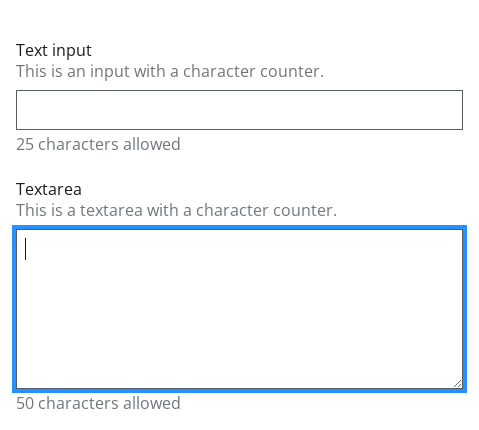 Text input
This is an input with a character counter.
25 characters allowed
Textarea
This is a textarea with a character counter.
50 characters allowed